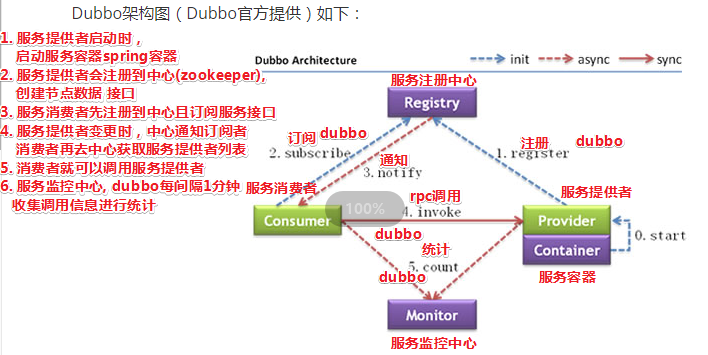 Dubbo架构图（Dubbo官方提供）如下：
1. 服务提供者启动时，
启动服务容器spring容器
2. 服务提供者会注册到中心(zookeeper),
创建节点数据 接口
3. 服务消费者先注册到中心且订阅服务接口
4. 服务提供者变更时，中心通知订阅者
消费者再去中心获取服务提供者列表
5. 消费者就可以调用服务提供者
6. 服务监控中心, dubbo每间隔1分钟
收集调用信息进行统计
Dubbo Architecture
init
async
sync
服务注册中心
Registry
订阅 dubbo
2. subscribe
通知
3. notify
注册 dubbo
1. register
服务消费者
Consumer
100%
rpc调用
4. invoke
服务提供者
Provider
Container
0. start
服务容器
dubbo
统计
5. count
dubbo
Monitor
服务监控中心